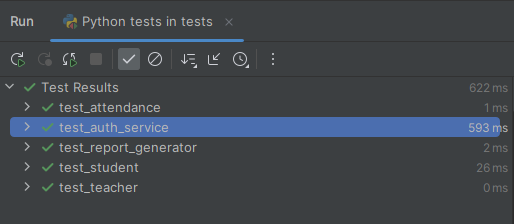 Run Python tests in tests
Test Results 622 ms
test_attendance 1 ms
test_auth_service 593 ms
test_report_generator 2 ms
test_student 26 ms
test_teacher 0 ms